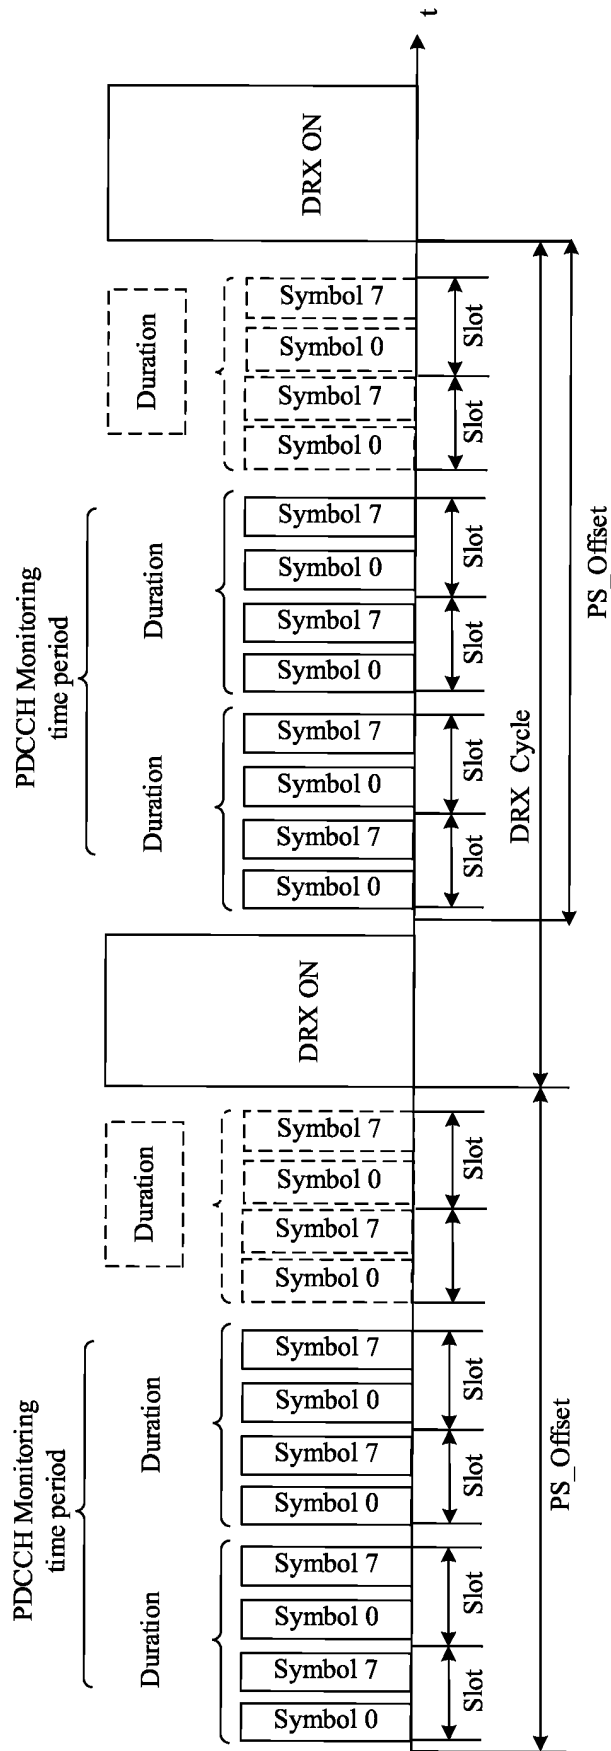 PDCCH Monitoring
time period
PDCCH Monitoring
time period
Duration
Duration
Duration
DRX ON
Duration
Duration
Duration
DRX ON
Symbol 0
Symbol 7
Symbol 0
Symbol 7
Symbol 0
Symbol 7
Symbol 0
Symbol 7
Symbol 0
Symbol 7
Symbol 0
Symbol 7
Symbol 0
Symbol 7
Symbol 0
Symbol 7
Symbol 0
Symbol 7
Symbol 0
Symbol 7
Symbol 0
Symbol 7
Symbol 0
Symbol 7
t
Slot
Slot
Slot
Slot
Slot
Slot
Slot
Slot
Slot
Slot
Slot
DRX Cycle
PS_Offset
PS_Offset